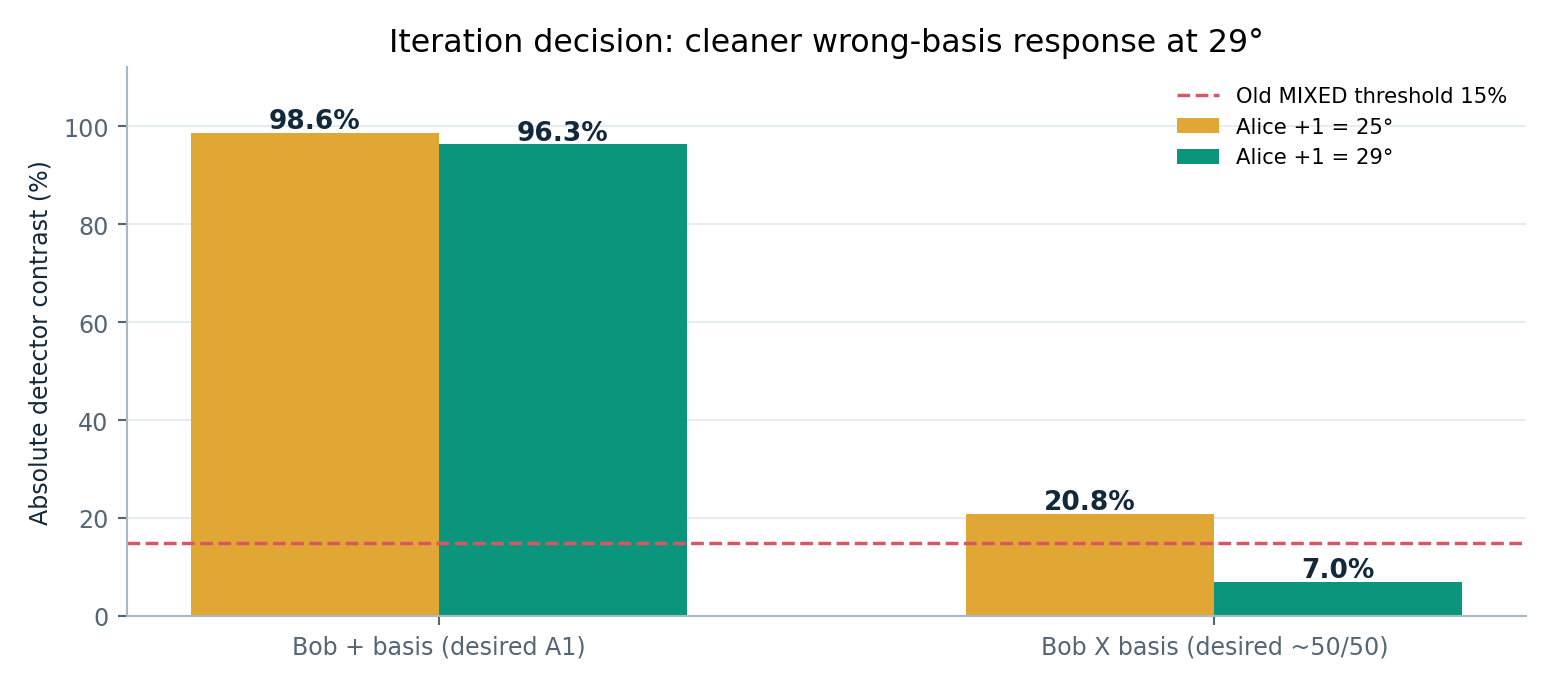 Iteration decision: cleaner wrong-basis response at 29°
Old MIXED threshold 15%
Alice +1 = 25°
Alice +1 = 29°
Absolute detector contrast (%)
100
80
60
40
20
0
98.6%
96.3%
20.8%
7.0%
Bob + basis (desired A1)
Bob X basis (desired ~50/50)